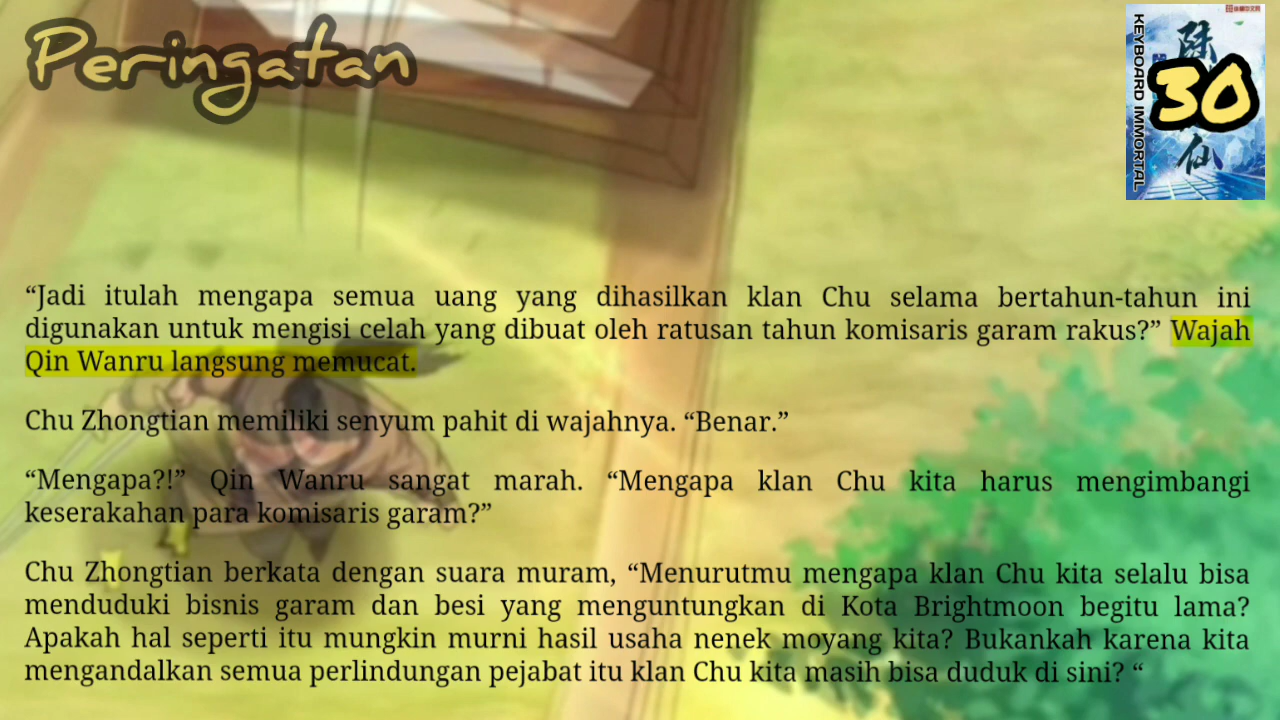 Peringatan
KEYBOARD IMMORTAL
30
仙
“Jadi itulah mengapa semua uang yang dihasilkan klan Chu selama bertahun-tahun ini
digunakan untuk mengisi celah yang dibuat oleh ratusan tahun komisaris garam rakus?” Wajah
Qin Wanru langsung memucat.
Chu Zhongtian memiliki senyum pahit di wajahnya. “Benar.”
“Mengapa?!” Qin Wanru sangat marah. “Mengapa klan Chu kita harus mengimbangi
keserakahan para komisaris garam?”
Chu Zhongtian berkata dengan suara muram, “Menurutmu mengapa klan Chu kita selalu bisa
menduduki bisnis garam dan besi yang menguntungkan di Kota Brightmoon begitu lama?
Apakah hal seperti itu mungkin murni hasil usaha nenek moyang kita? Bukankah karena kita
mengandalkan semua perlindungan pejabat itu klan Chu kita masih bisa duduk di sini? “